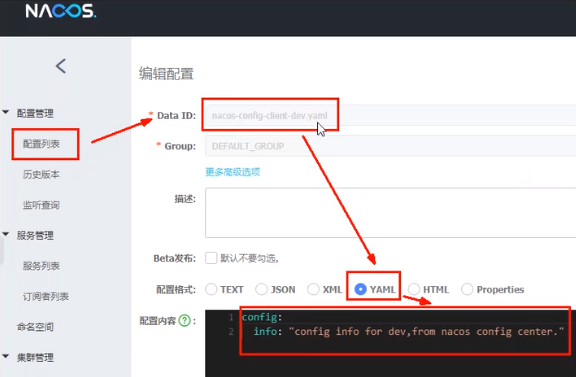 NACOS.
编辑配置
配置管理
配置列表
历史版本
监听查询
服务管理
服务列表
订阅者列表
命名空间
集群管理
* Data ID: nacos-config-client-dev.yaml
* Group: DEFAULT_GROUP
更多高级选项
描述:
Beta发布: 默认不要勾选。
配置格式: TEXT JSON XML YAML HTML Properties
配置内容 ? :
1 config:
2 info: "config info for dev,from nacos config center."